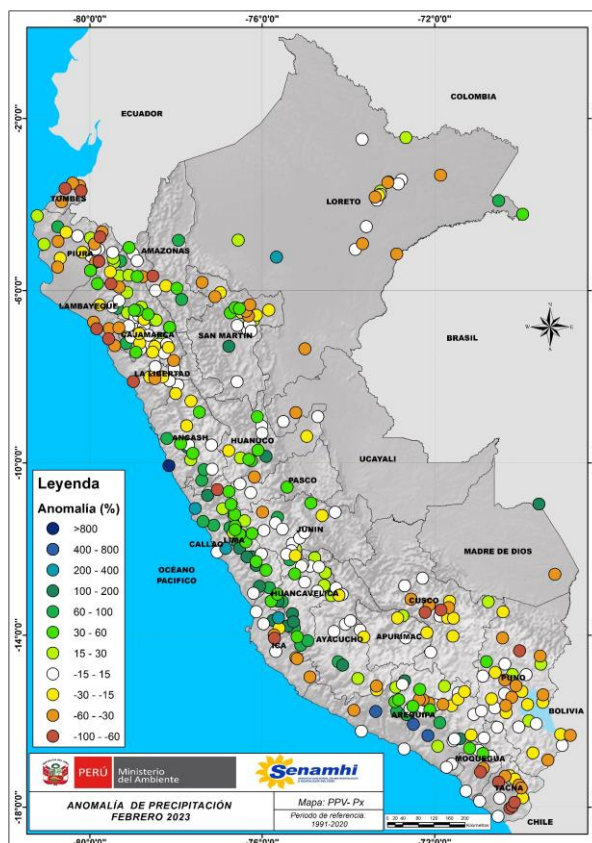 -80°0'0"
-76°0'0"
-72°0'0"
-2°0'0"
-6°0'0"
-10°0'0"
-14°0'0"
-18°0'0"
ECUADOR
COLOMBIA
LORETO
TUMBES
PIURA
AMAZONAS
LAMBAYEQUE
CAJAMARCA
SAN MARTIN
BRASIL
LA LIBERTAD
ANCASH
HUANUCO
UCAYALI
PASCO
JUNIN
LIMA
CALLAO
MADRE DE DIOS
OCÉANO
PACIFICO
HUANCAVELICA
CUSCO
ICA
AYACUCHO
APURIMAC
PUNO
AREQUIPA
BOLIVIA
MOQUEGUA
TACNA
CHILE
N
Leyenda
Anomalía (%)
>800
400 - 800
200 - 400
100 - 200
60 - 100
30 - 60
15 - 30
-15 - 15
-30 - -15
-60 - -30
-100 - -60
PERÚ
Ministerio
del Ambiente
Senamhi
ANOMALÍA DE PRECIPITACIÓN
FEBRERO 2023
Mapa: PPV- Px
Periodo de referencia:
1991-2020
-80°0'0"
-76°0'0"
-72°0'0"